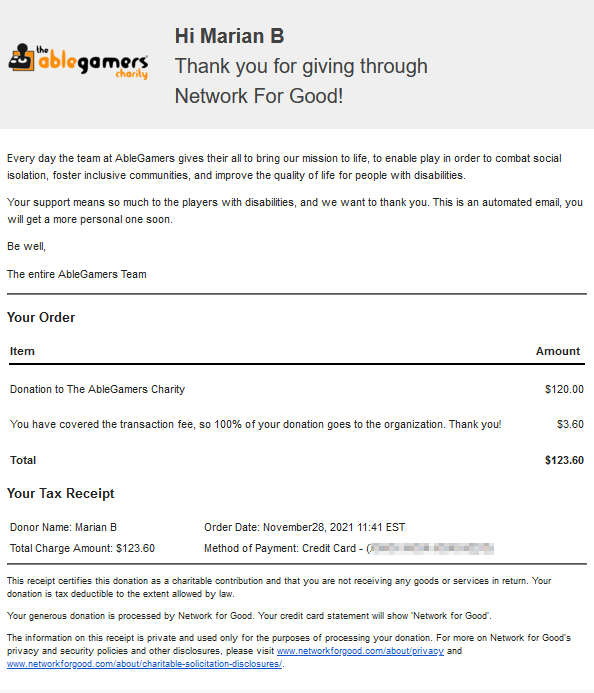 the
ablegamers
charity
Hi Marian B
Thank you for giving through
Network For Good!
Every day the team at AbleGamers gives their all to bring our mission to life, to enable play in order to combat social
isolation, foster inclusive communities, and improve the quality of life for people with disabilities.
Your support means so much to the players with disabilities, and we want to thank you. This is an automated email, you
will get a more personal one soon.
Be well,
The entire AbleGamers Team
Your Order
Item Amount
Donation to The AbleGamers Charity $120.00
You have covered the transaction fee, so 100% of your donation goes to the organization. Thank you! $3.60
Total $123.60
Your Tax Receipt
Donor Name: Marian B Order Date: November28, 2021 11:41 EST
Total Charge Amount: $123.60 Method of Payment: Credit Card - (
This receipt certifies this donation as a charitable contribution and that you are not receiving any goods or services in return. Your
donation is tax deductible to the extent allowed by law.
Your generous donation is processed by Network for Good. Your credit card statement will show 'Network for Good'.
The information on this receipt is private and used only for the purposes of processing your donation. For more on Network for Good's
privacy and security policies and other disclosures, please visit www.networkforgood.com/about/privacy and
www.networkforgood.com/about/charitable-solicitation-disclosures/.